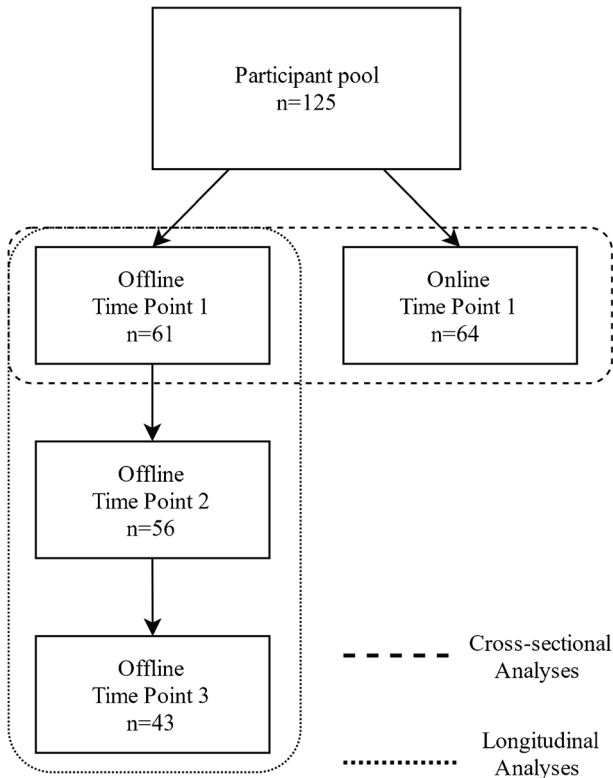 Participant pool
n=125
Offline
Time Point 1
n=61
Online
Time Point 1
n=64
Offline
Time Point 2
n=56
Offline
Time Point 3
n=43
Cross-sectional
Analyses
Longitudinal
Analyses